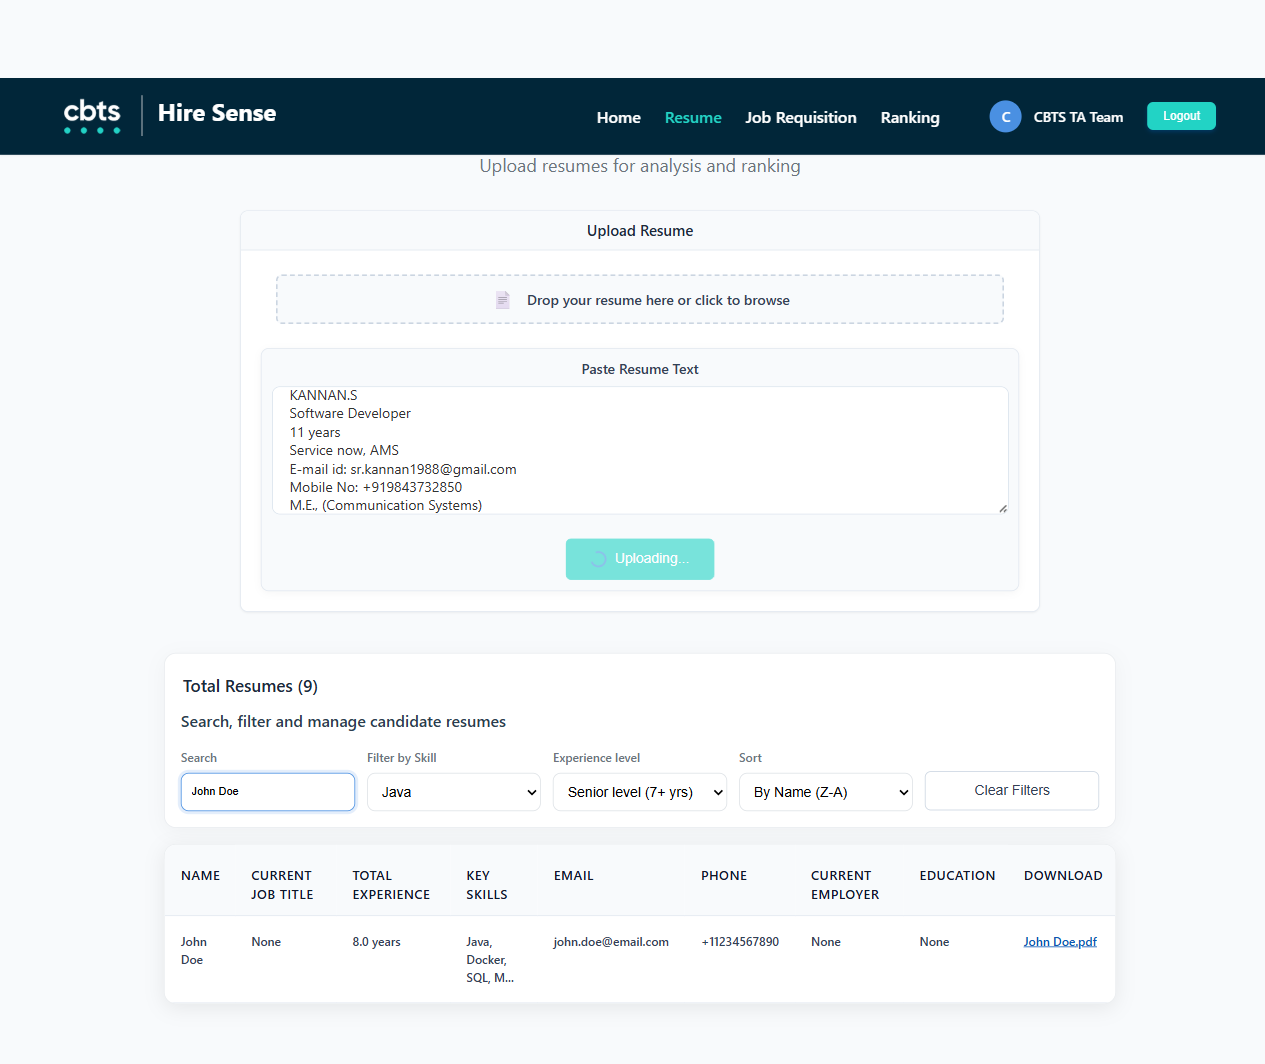 cbts
Hire Sense
Home
Resume
Job Requisition
Ranking
C
CBTS TA Team
Logout
Upload resumes for analysis and ranking
Upload Resume
Drop your resume here or click to browse
Paste Resume Text
KANNAN.S
Software Developer
11 years
Service now, AMS
E-mail id: sr.kannan1988@gmail.com
Mobile No: +919843732850
M.E., (Communication Systems)
Uploading...
Total Resumes (9)
Search, filter and manage candidate resumes
Search
Filter by Skill
Experience level
Sort
John Doe
Java
Senior level (7+ yrs)
By Name (Z-A)
Clear Filters
NAME
CURRENT
JOB TITLE
TOTAL
EXPERIENCE
KEY
SKILLS
EMAIL
PHONE
CURRENT
EMPLOYER
EDUCATION
DOWNLOAD
John
Doe
None
8.0 years
Java,
Docker,
SQL, M...
john.doe@email.com
+11234567890
None
None
John Doe.pdf